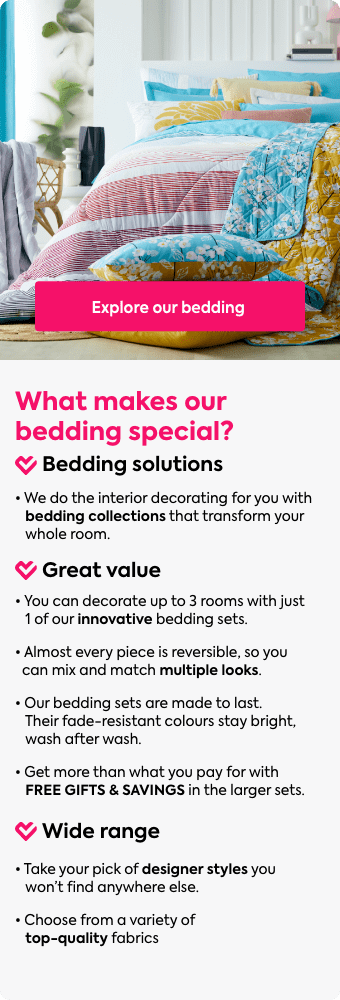 Explore our bedding
What makes our
bedding special?
Bedding solutions
• We do the interior decorating for you with
bedding collections that transform your
whole room.
Great value
• You can decorate up to 3 rooms with just
1 of our innovative bedding sets.
• Almost every piece is reversible, so you
can mix and match multiple looks.
• Our bedding sets are made to last.
Their fade-resistant colours stay bright,
wash after wash.
• Get more than what you pay for with
FREE GIFTS & SAVINGS in the larger sets.
Wide range
• Take your pick of designer styles you
won’t find anywhere else.
• Choose from a variety of
top-quality fabrics